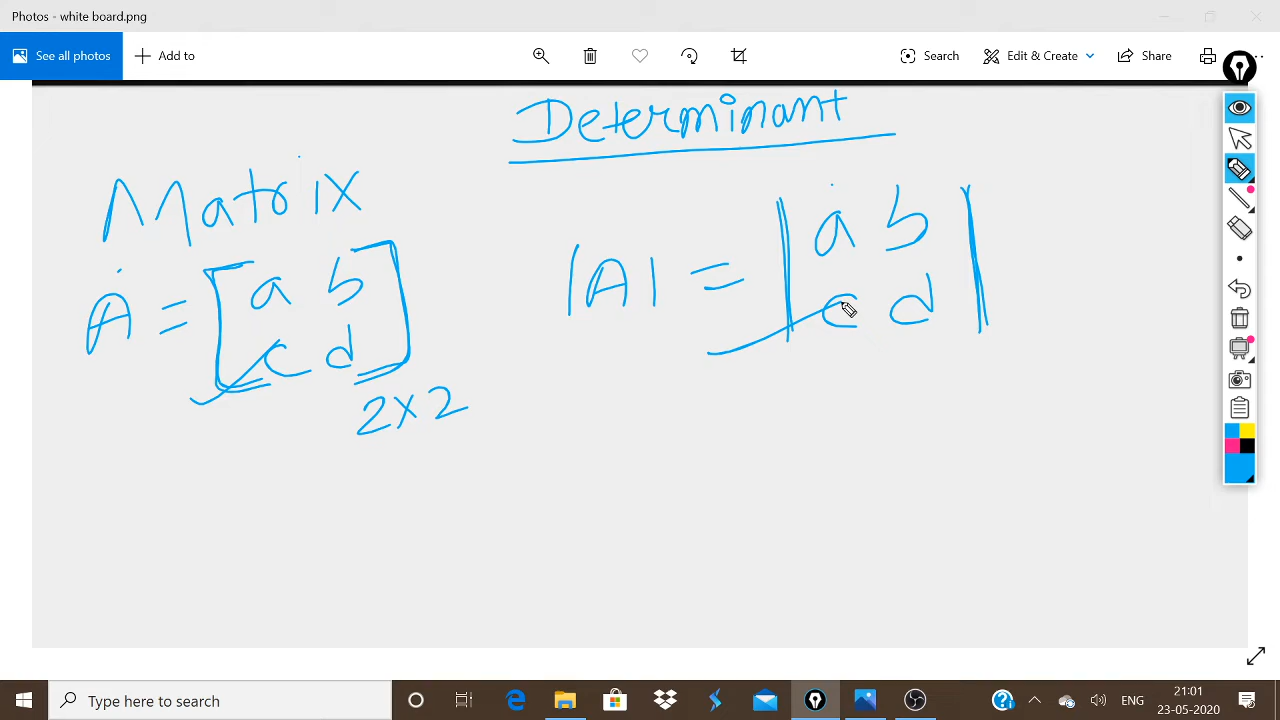 Photos - white board.png
See all photos
Add to
Search
Edit & Create
Share
Determinant
Matrix
A = [a b
c d]
2x2
|A| = |a b
c d|
Type here to search
ENG
21:01
23-05-2020